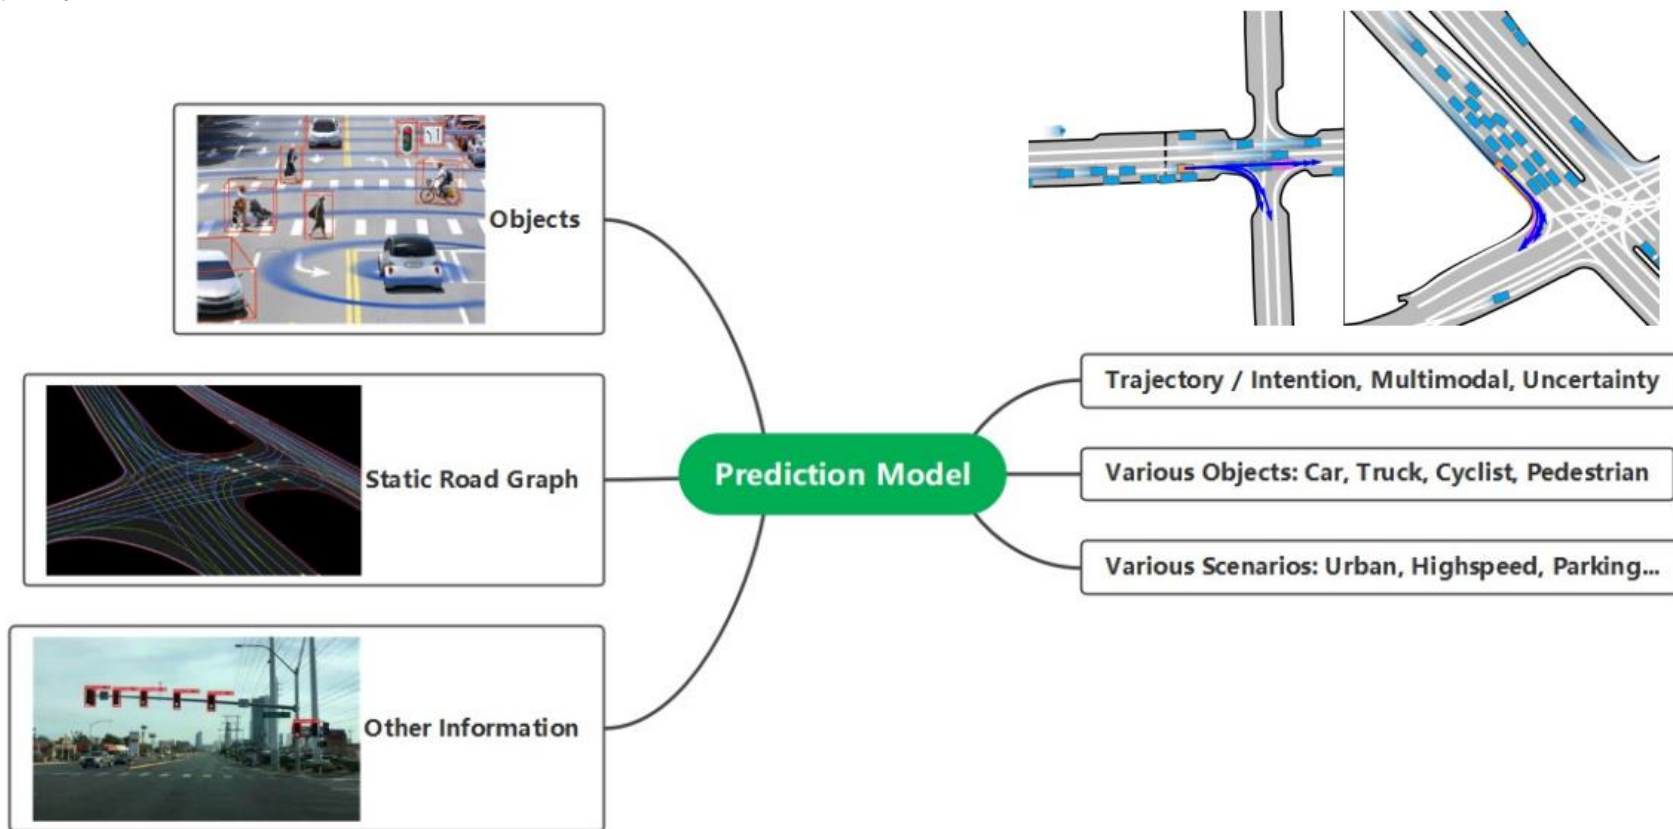 Objects
Static Road Graph
Other Information
Prediction Model
Trajectory / Intention, Multimodal, Uncertainty
Various Objects: Car, Truck, Cyclist, Pedestrian
Various Scenarios: Urban, Highspeed, Parking...